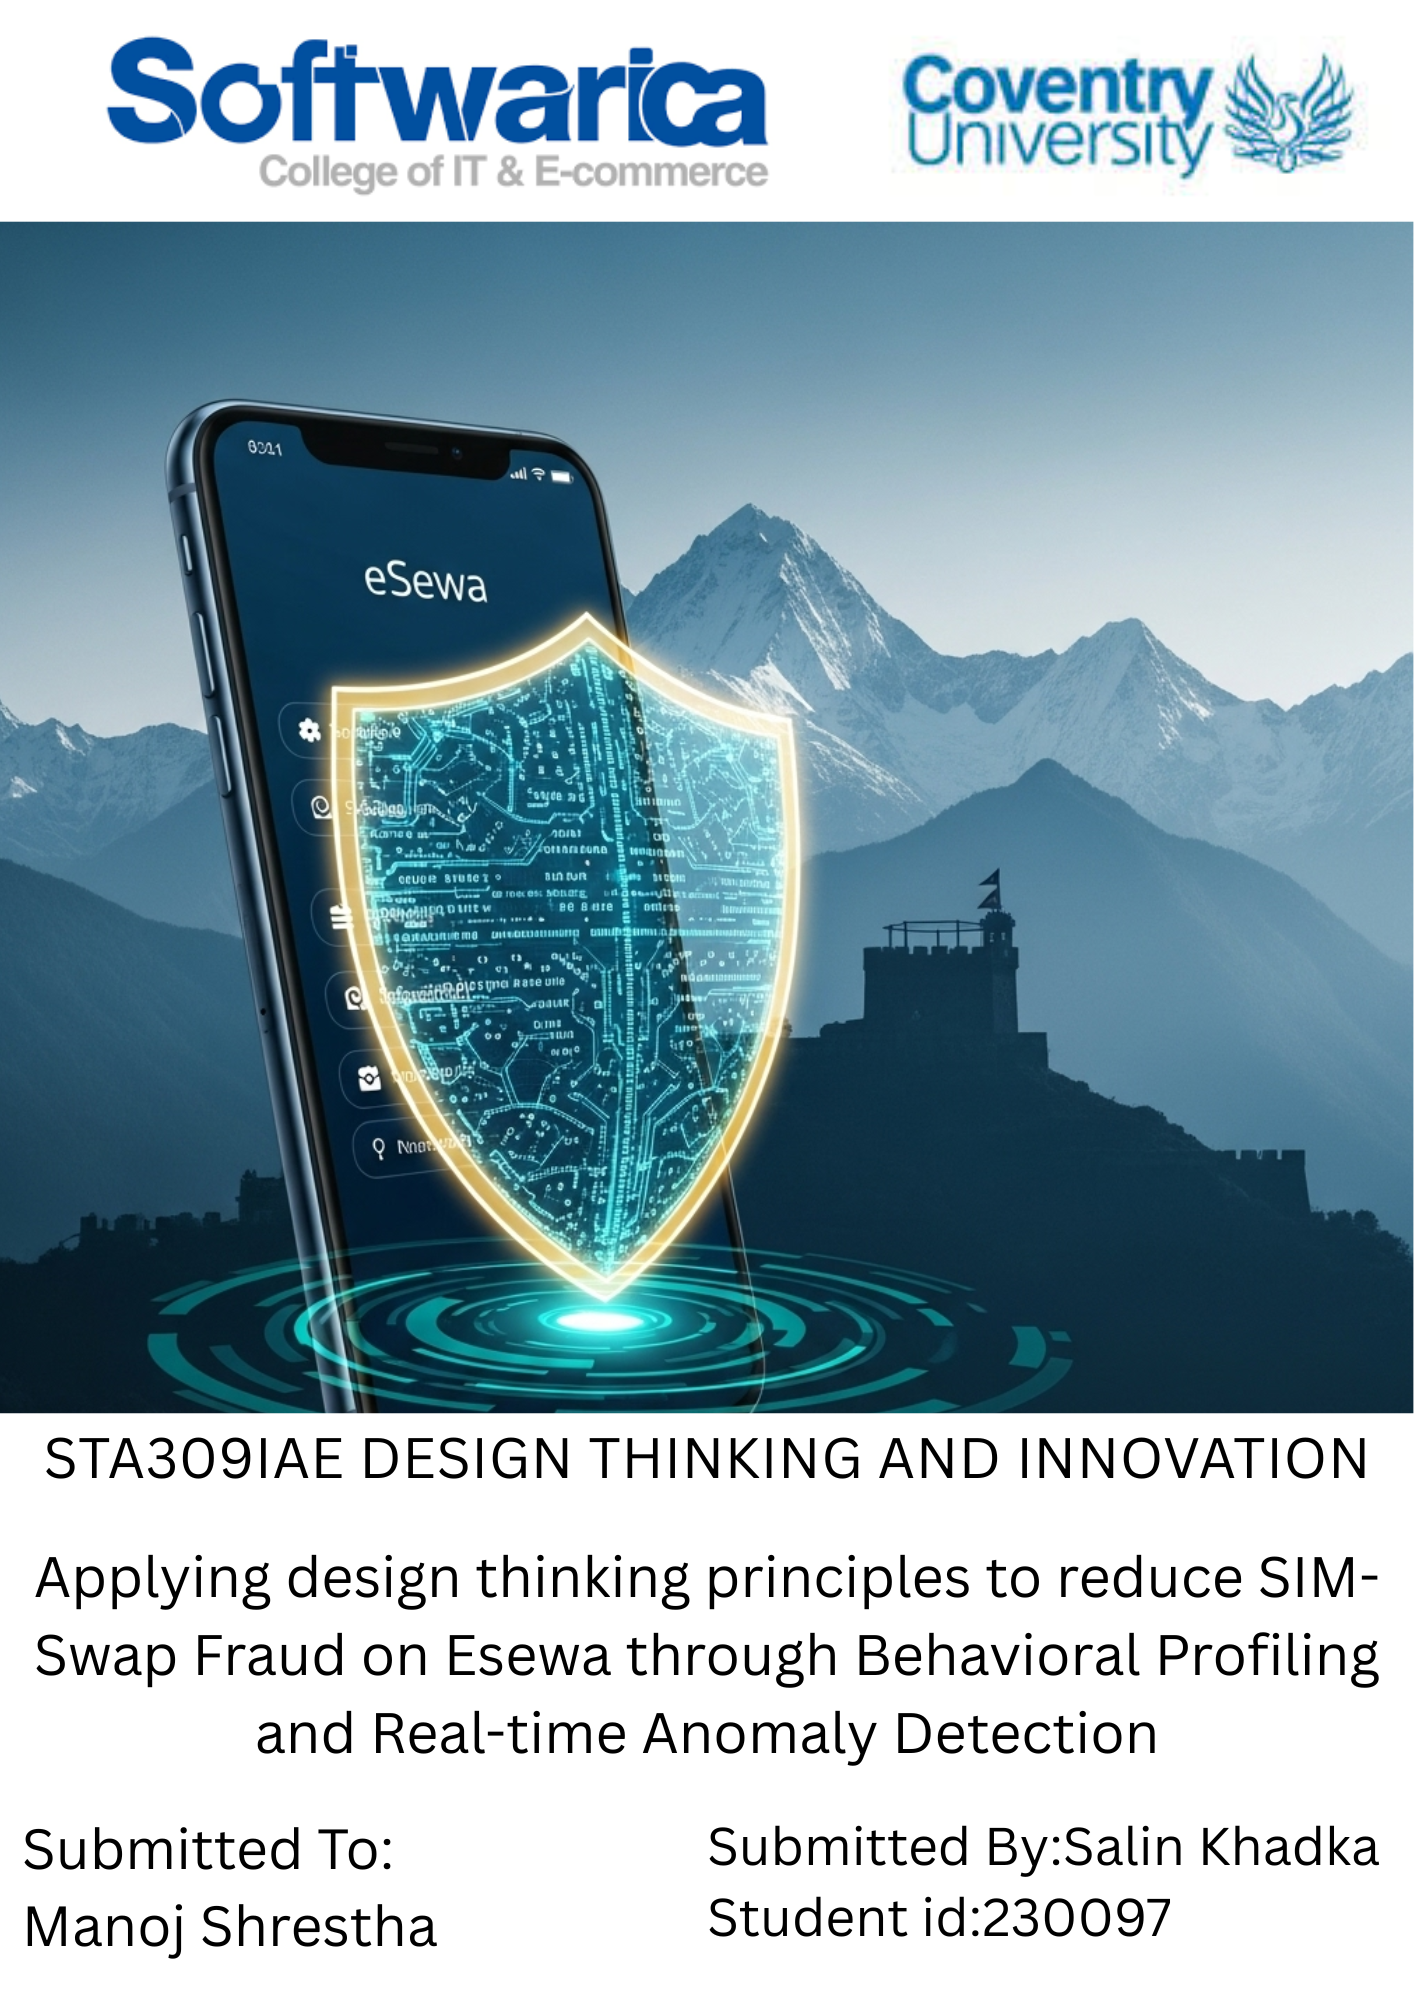 Softwarica
College of IT & E-commerce
Coventry
University
eSewa
STA309IAE DESIGN THINKING AND INNOVATION
Applying design thinking principles to reduce SIM-
Swap Fraud on Esewa through Behavioral Profiling
and Real-time Anomaly Detection
Submitted To:
Manoj Shrestha
Submitted By:Salin Khadka
Student id:230097